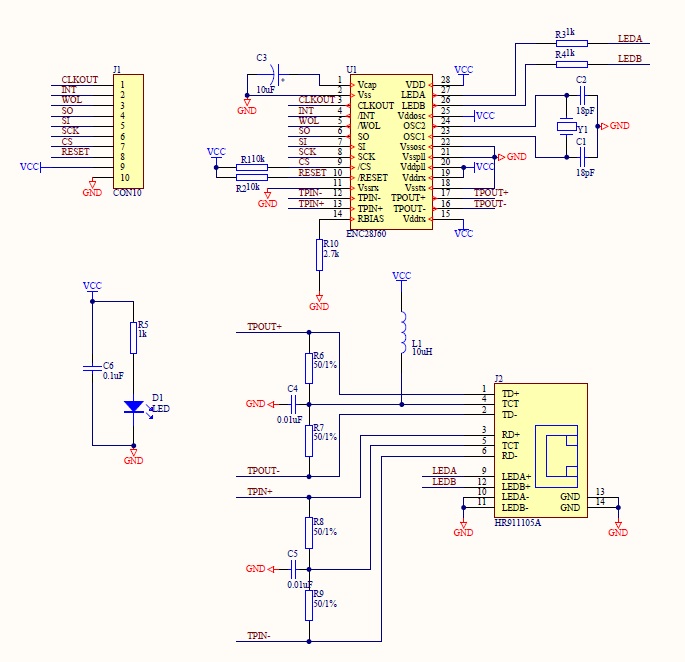 J1
CLKOUT 1
INT 2
WOL 3
SO 4
SI 5
SCK 6
CS 7
RESET 8
VCC 9
10
GND
CON10
C3
10uF
GND
VCC
R1 10k
R2 10k
GND
CLKOUT
INT
WOL
SO
SI
SCK
CS
RESET
TPIN-
TPIN+
U1
1 Vcap VDD 28
2 Vss LEDA 27
3 CLKOUT LEDB 26
4 /INT Vddosc 25
5 /WOL OSC2 24
6 SO OSC1 23
7 SI Vssosc 22
8 SCK Vsspll 21
9 /CS Vddpll 20
10 /RESET Vddrx 19
11 Vssrx Vsstx 18
12 TPIN- TPOUT+ 17
13 TPIN+ TPOUT- 16
14 RBIAS Vddtx 15
ENC28J60
VCC
VCC
GND
VCC
TPOUT+
TPOUT-
VCC
R3 1k
LEDA
R4 1k
LEDB
C2
18pF
Y1
GND
C1
18pF
R10
2.7k
GND
VCC
R5
1k
C6
0.1uF
D1
LED
GND
VCC
L1
10uH
TPOUT+
R6
50/1%
GND
C4
0.01uF
R7
50/1%
TPOUT-
TPIN+
R8
50/1%
GND
C5
0.01uF
R9
50/1%
TPIN-
J2
1 TD+
4 TCT
2 TD-
3 RD+
5 TCT
6 RD-
LEDA 9 LEDA+
LEDB 12 LEDB+
10 LEDA- GND 13
11 LEDB- GND 14
HR911105A
GND
GND